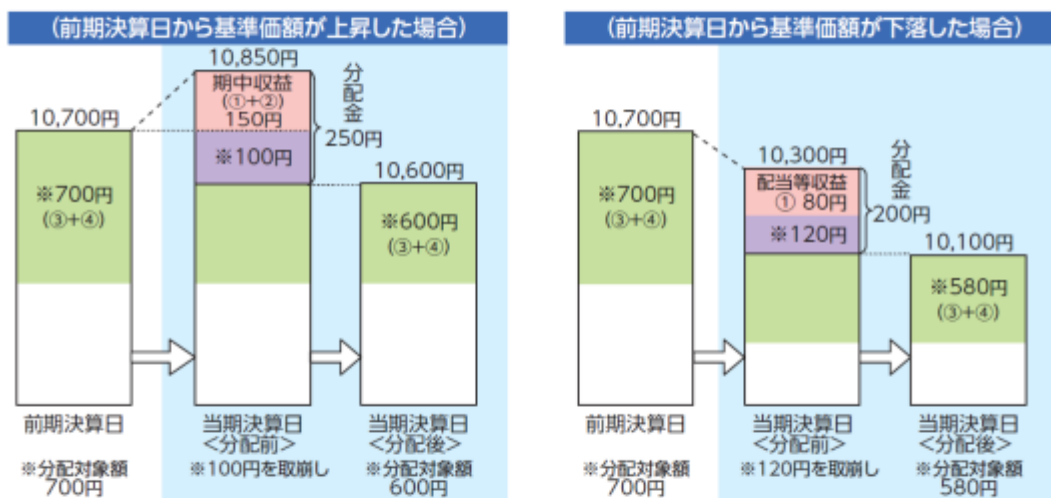 (前期決算日から基準価額が上昇した場合)
10,850円
期中収益
(①+②)
150円
分配金
250円
10,700円
※100円
10,600円
※700円
(③+④)
※600円
(③+④)
前期決算日
当期決算日
<分配前>
当期決算日
<分配後>
※分配対象額
700円
※100円を取崩し
※分配対象額
600円
(前期決算日から基準価額が下落した場合)
10,700円
10,300円
配当等収益
① 80円
分配金
200円
※700円
(③+④)
※120円
10,100円
※580円
(③+④)
前期決算日
当期決算日
<分配前>
当期決算日
<分配後>
※分配対象額
700円
※120円を取崩し
※分配対象額
580円